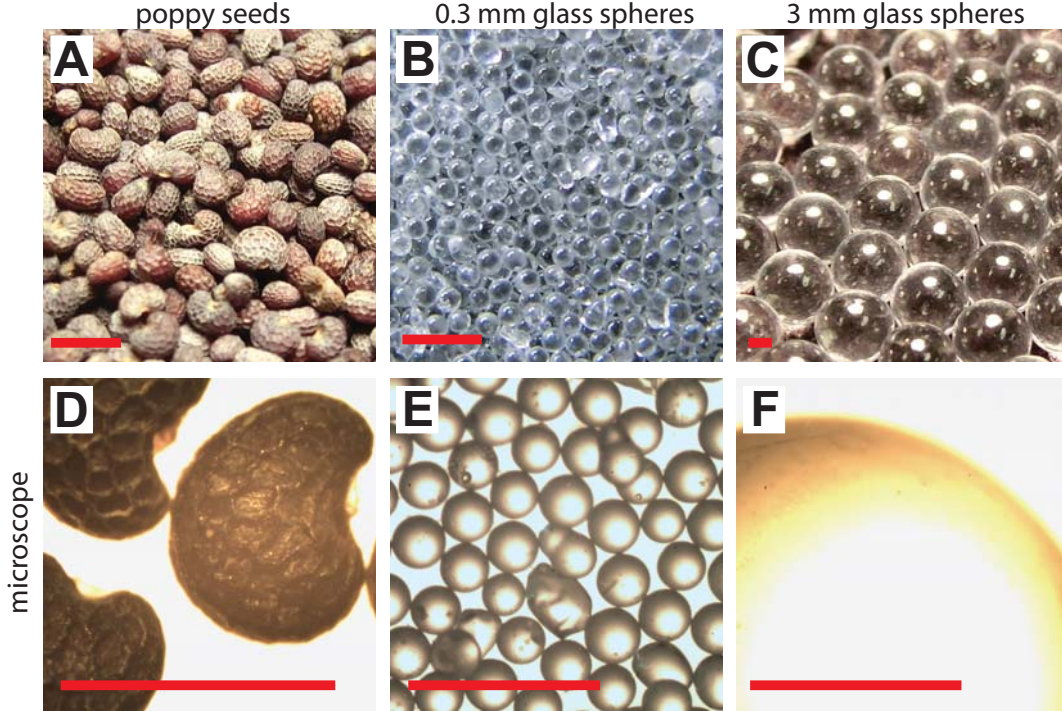 poppy seeds
0.3 mm glass spheres
3 mm glass spheres
A
B
C
microscope
D
E
F